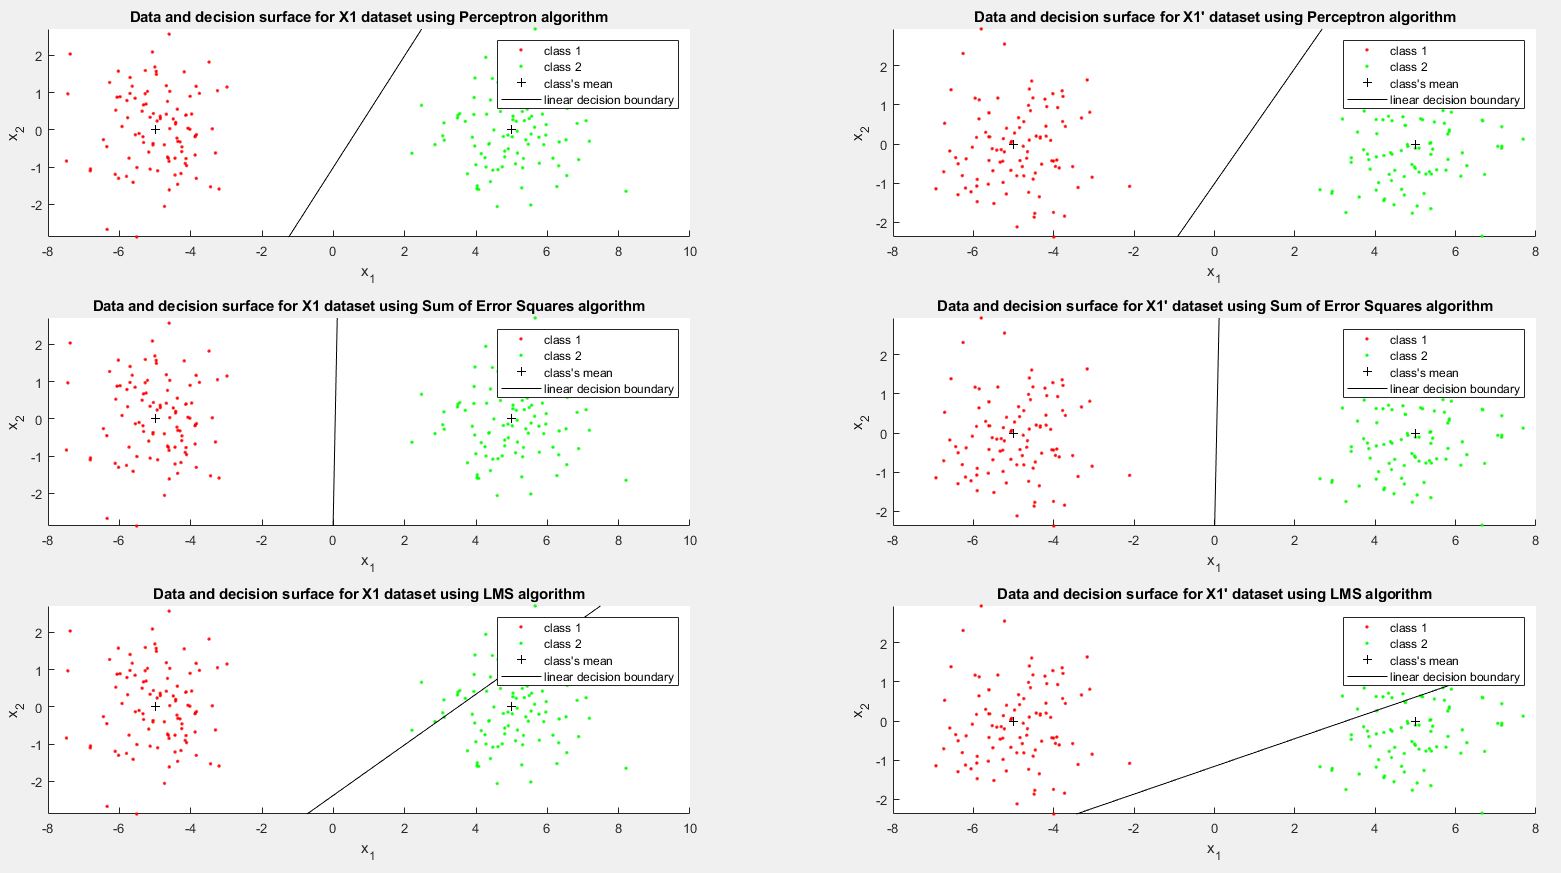 Data and decision surface for X1 dataset using Perceptron algorithm
class 1
class 2
class's mean
linear decision boundary
2
1
0
-1
-2
x2
-8 -6 -4 -2 0 2 4 6 8 10
x1
Data and decision surface for X1' dataset using Perceptron algorithm
class 1
class 2
class's mean
linear decision boundary
2
1
0
-1
-2
x2
-8 -6 -4 -2 0 2 4 6 8
x1
Data and decision surface for X1 dataset using Sum of Error Squares algorithm
class 1
class 2
class's mean
linear decision boundary
2
1
0
-1
-2
x2
-8 -6 -4 -2 0 2 4 6 8 10
x1
Data and decision surface for X1' dataset using Sum of Error Squares algorithm
class 1
class 2
class's mean
linear decision boundary
2
1
0
-1
-2
x2
-8 -6 -4 -2 0 2 4 6 8
x1
Data and decision surface for X1 dataset using LMS algorithm
class 1
class 2
class's mean
linear decision boundary
2
1
0
-1
-2
x2
-8 -6 -4 -2 0 2 4 6 8 10
x1
Data and decision surface for X1' dataset using LMS algorithm
class 1
class 2
class's mean
linear decision boundary
2
1
0
-1
-2
x2
-8 -6 -4 -2 0 2 4 6 8
x1